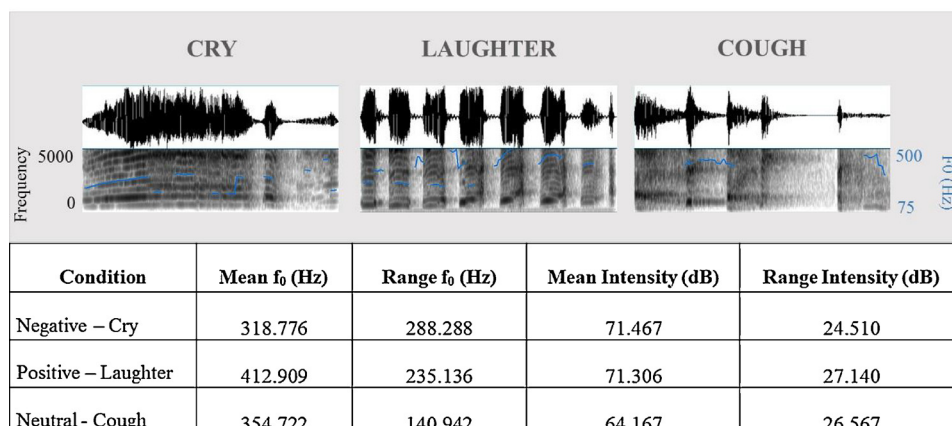 CRY LAUGHTER COUGH
Frequency
5000
0
500
75
F0 (Hz)
Condition Mean f₀ (Hz) Range f₀ (Hz) Mean Intensity (dB) Range Intensity (dB)
Negative – Cry 318.776 288.288 71.467 24.510
Positive – Laughter 412.909 235.136 71.306 27.140
Neutral - Cough 354.722 140.942 64.167 26.567